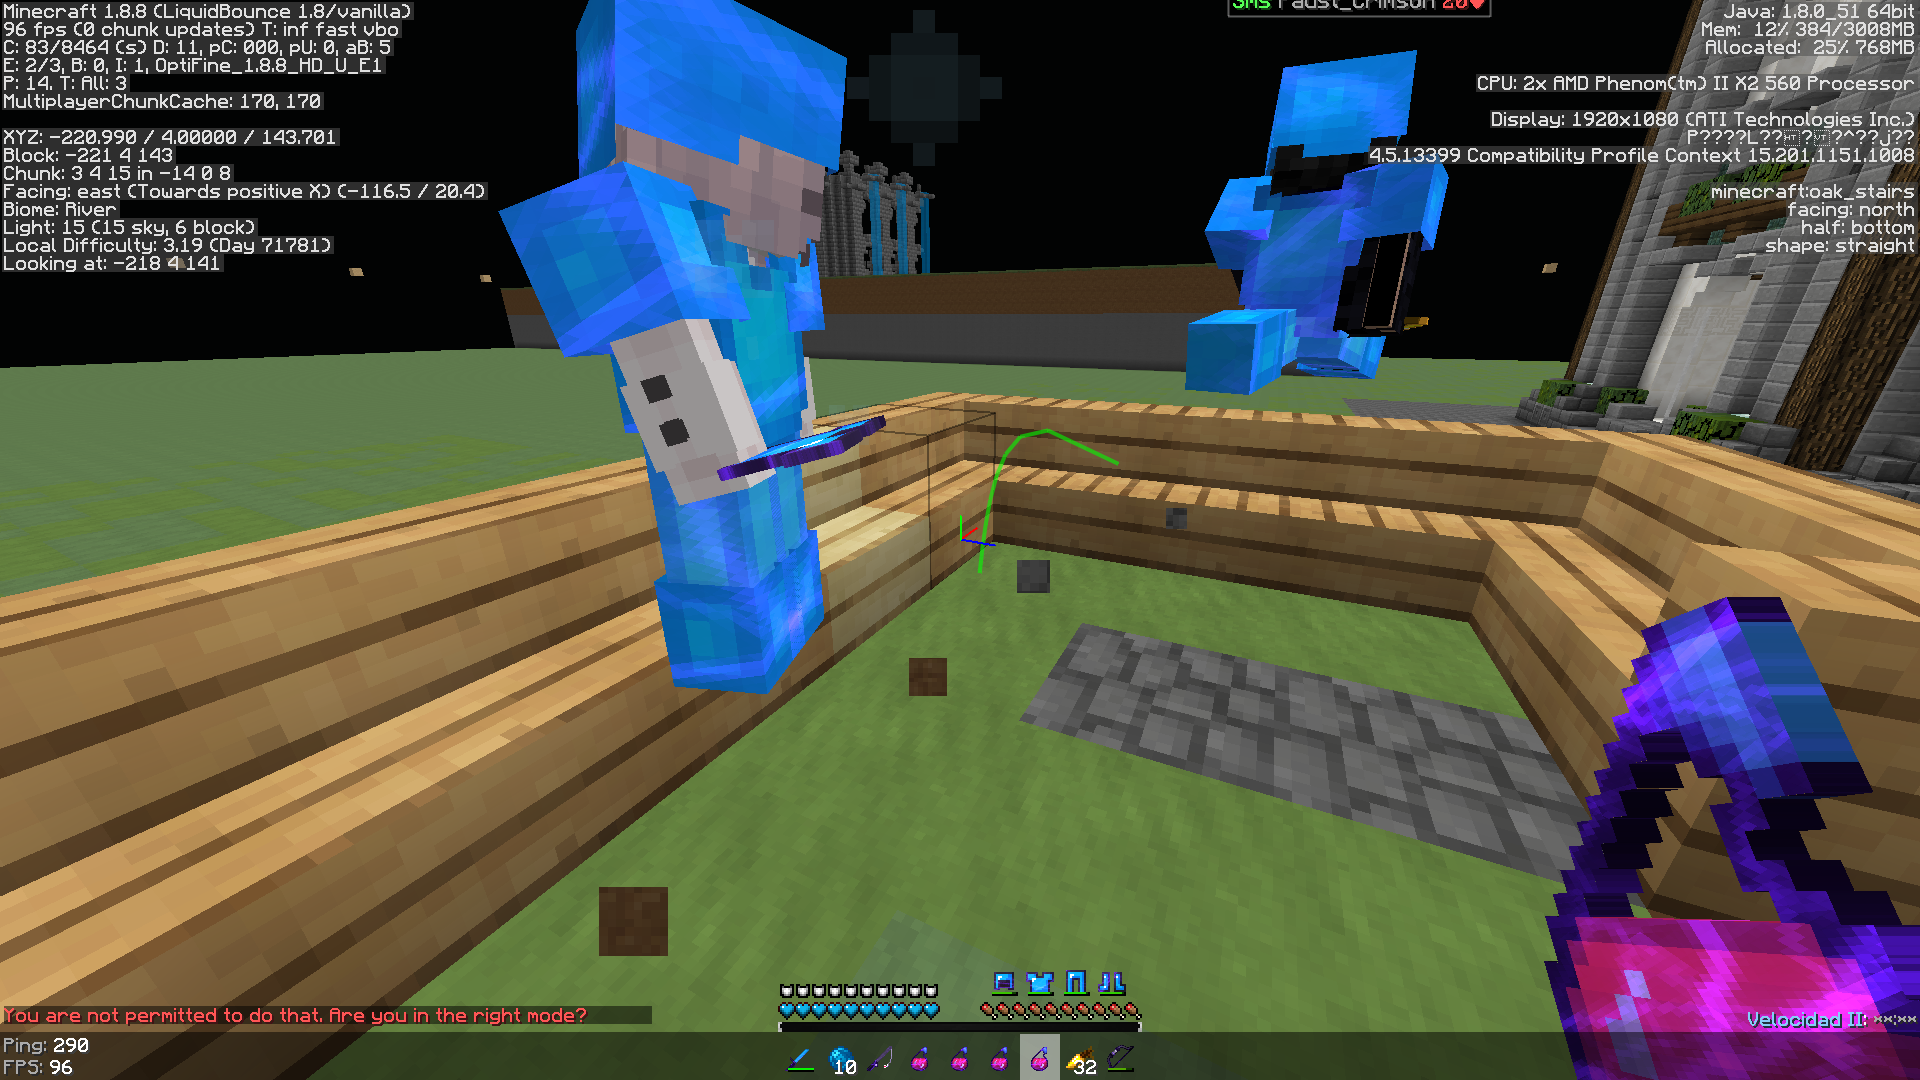 Minecraft 1.8.8 (LiquidBounce 1.8/vanilla)
96 fps (0 chunk updates) T: inf fast vbo
C: 83/8464 (s) D: 11, pC: 000, pU: 0, aB: 5
E: 2/3, B: 0, I: 1, OptiFine_1.8.8_HD_U_E1
P: 14, T: All: 3
MultiplayerChunkCache: 170, 170
XYZ: -220.990 / 4.00000 / 143.701
Block: -221 4 143
Chunk: 3 4 15 in -14 0 8
Facing: east (Towards positive X) (-116.5 / 20.4)
Biome: River
Light: 15 (15 sky, 6 block)
Local Difficulty: 3.19 (Day 71781)
Looking at: -218 4 141
3ms Faust_Crimson 20
Java: 1.8.0_51 64bit
Mem: 12% 384/3008MB
Allocated: 25% 768MB
CPU: 2x AMD Phenom(tm) II X2 560 Processor
Display: 1920x1080 (ATI Technologies Inc.)
4.5.13399 Compatibility Profile Context 15.201.1151.1008
minecraft:oak_stairs
facing: north
half: bottom
shape: straight
You are not permitted to do that. Are you in the right mode?
Velocidad II: **:**
Ping: 290
FPS: 96
10
32